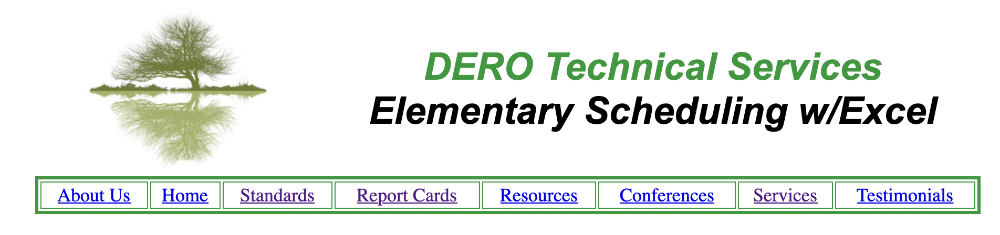 DERO Technical Services
Elementary Scheduling w/Excel
About Us Home Standards Report Cards Resources Conferences Services Testimonials